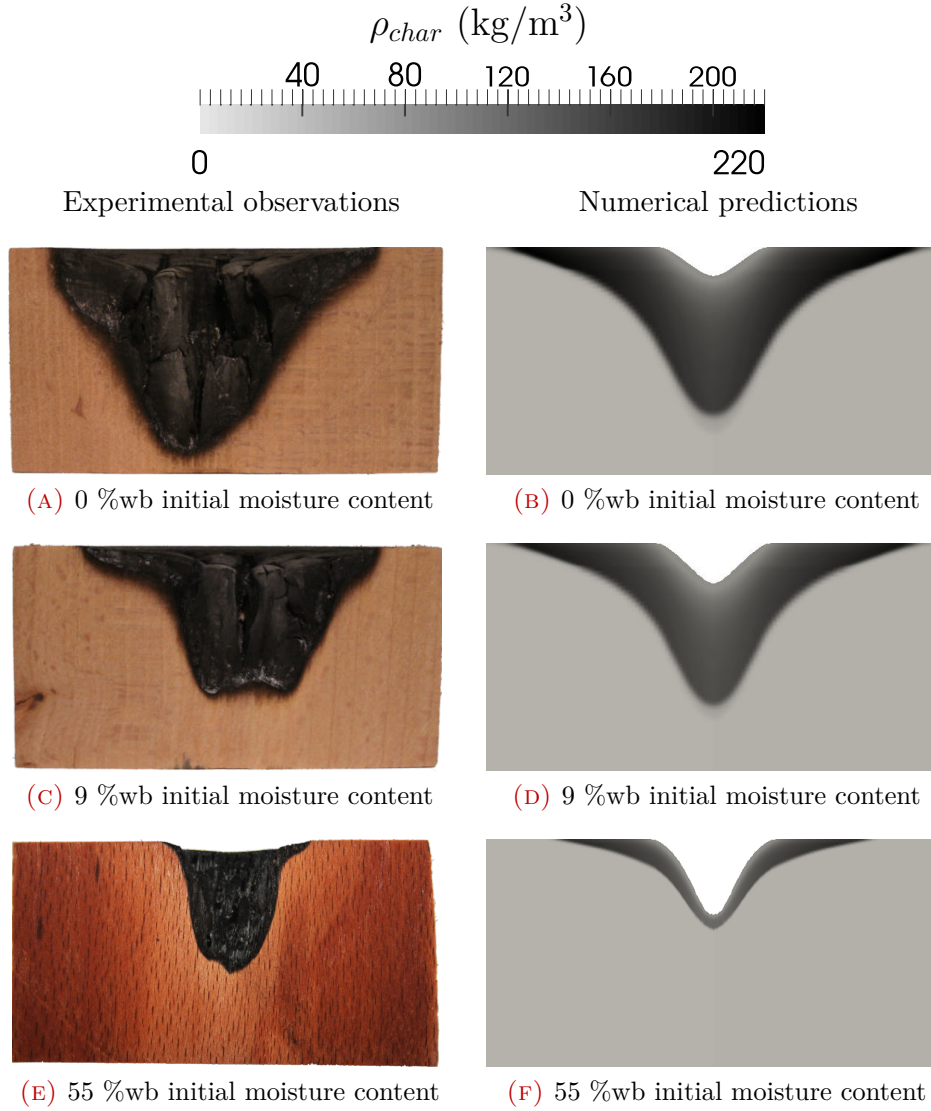 ρchar (kg/m³)
40 80 120 160 200
0 220
Experimental observations Numerical predictions
(A) 0 %wb initial moisture content (B) 0 %wb initial moisture content
(C) 9 %wb initial moisture content (D) 9 %wb initial moisture content
(E) 55 %wb initial moisture content (F) 55 %wb initial moisture content